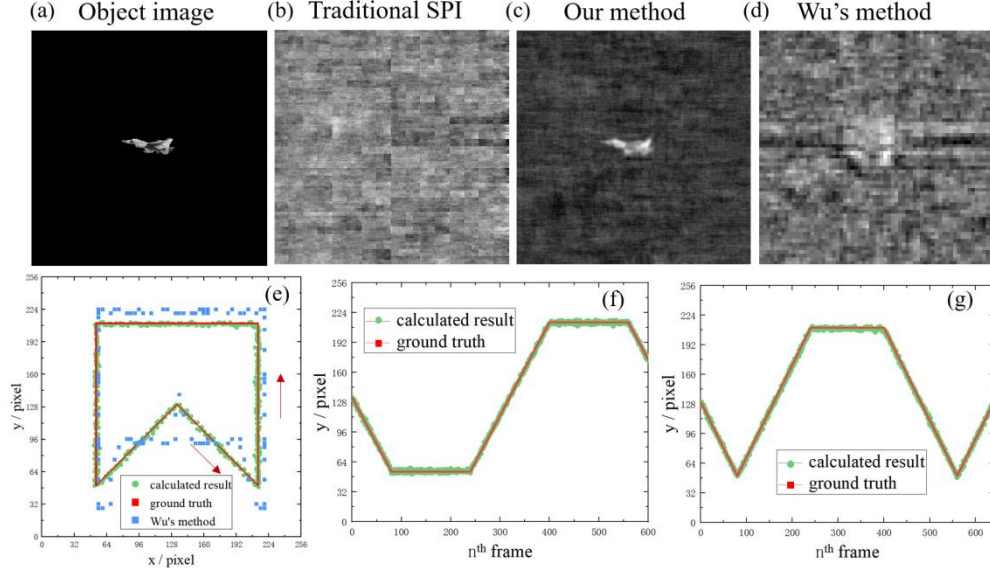 (a) Object image
(b) Traditional SPI
(c) Our method
(d) Wu's method
(e)
y / pixel
256
224
192
160
128
96
64
32
0
calculated result
ground truth
Wu's method
0 32 64 96 128 160 192 224 256
x / pixel
(f)
y / pixel
256
224
192
160
128
96
64
32
0
calculated result
ground truth
0 100 200 300 400 500 600
nth frame
(g)
y / pixel
256
224
192
160
128
96
64
32
0
calculated result
ground truth
0 100 200 300 400 500 600
nth frame